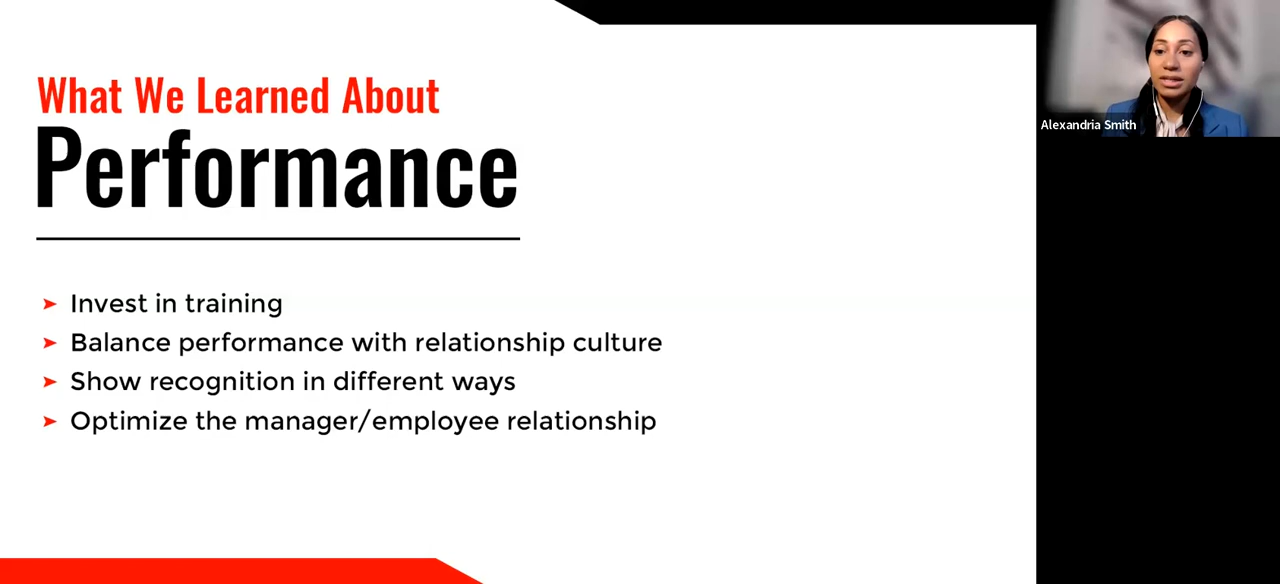 What We Learned About
Performance
Invest in training
Balance performance with relationship culture
Show recognition in different ways
Optimize the manager/employee relationship
Alexandria Smith